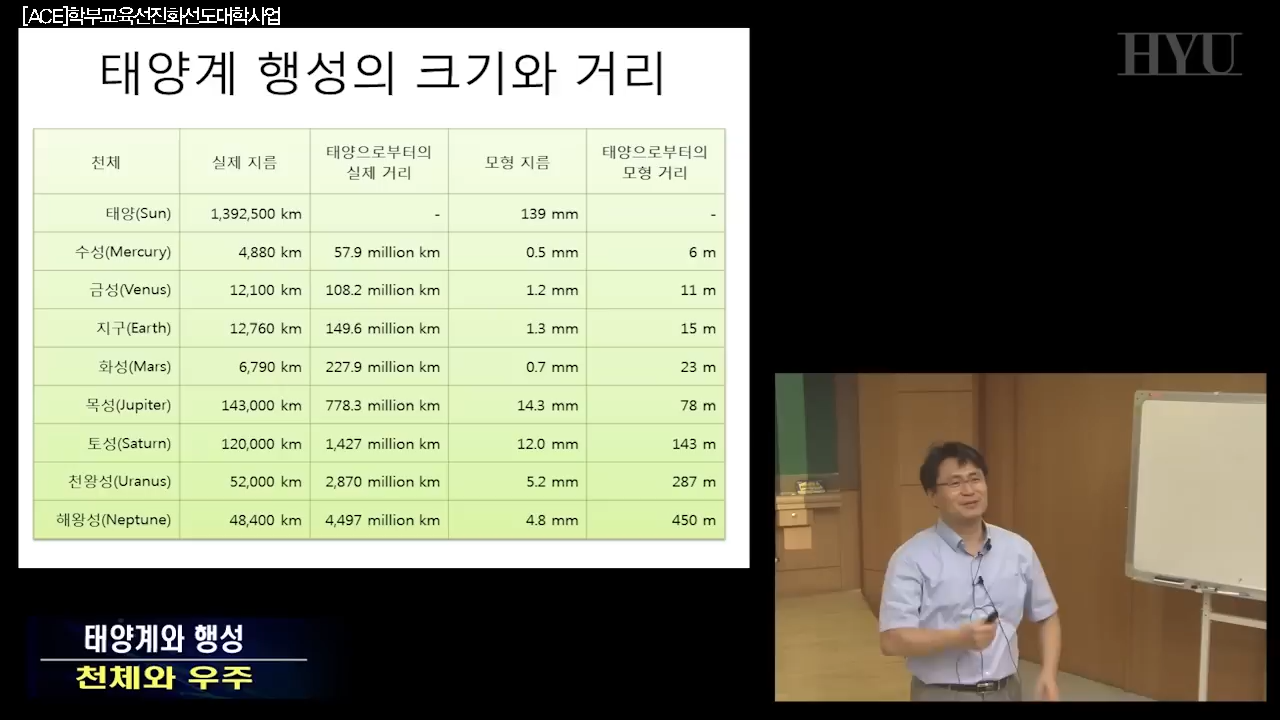 [ACE]학부교육선진화선도대학사업
HYU
태양계 행성의 크기와 거리
천체 실제 지름 태양으로부터의 실제 거리 모형 지름 태양으로부터의 모형 거리
태양(Sun) 1,392,500 km - 139 mm -
수성(Mercury) 4,880 km 57.9 million km 0.5 mm 6 m
금성(Venus) 12,100 km 108.2 million km 1.2 mm 11 m
지구(Earth) 12,760 km 149.6 million km 1.3 mm 15 m
화성(Mars) 6,790 km 227.9 million km 0.7 mm 23 m
목성(Jupiter) 143,000 km 778.3 million km 14.3 mm 78 m
토성(Saturn) 120,000 km 1,427 million km 12.0 mm 143 m
천왕성(Uranus) 52,000 km 2,870 million km 5.2 mm 287 m
해왕성(Neptune) 48,400 km 4,497 million km 4.8 mm 450 m
태양계와 행성
천체와 우주